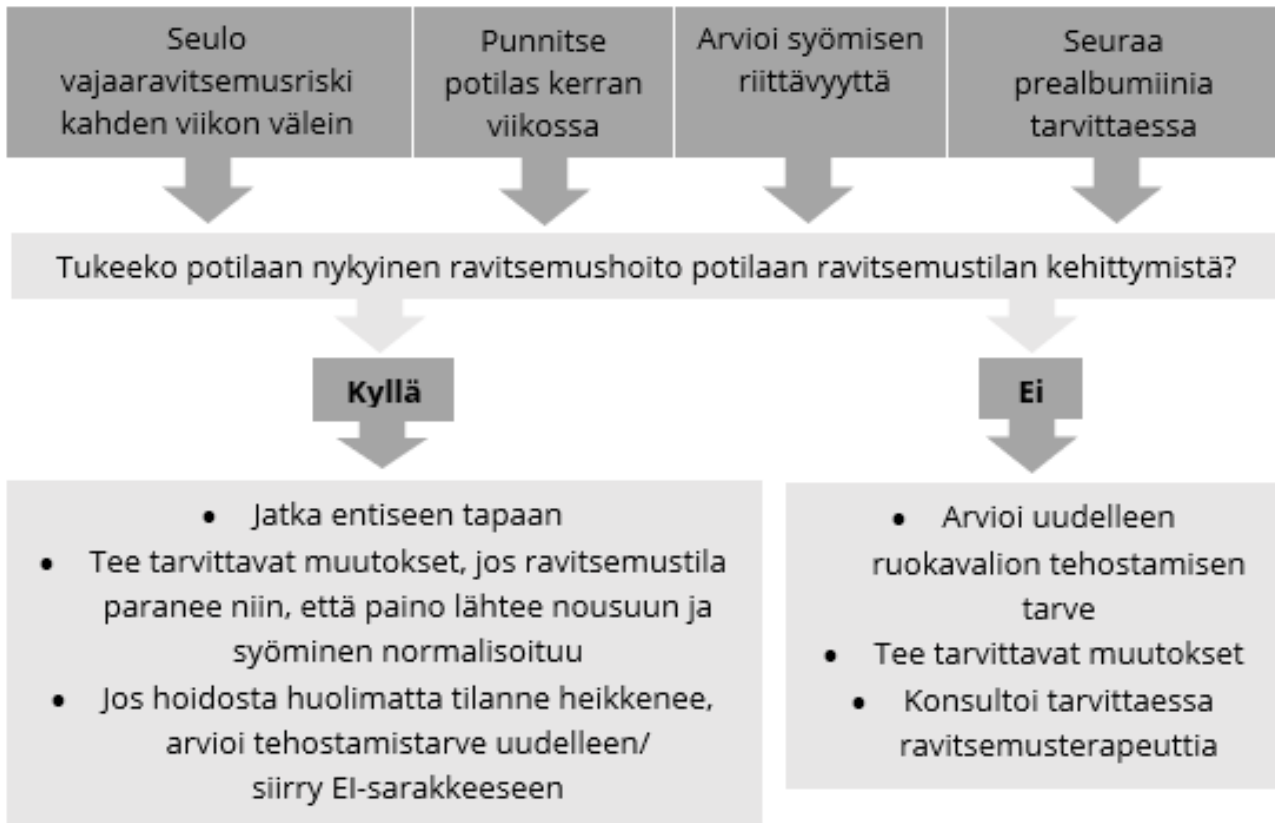 Seulo
vajaaravitsemusriski
kahden viikon välein
Punnitse
potilas kerran
viikossa
Arvioi syömisen
riittävyyttä
Seuraa
prealbumiinia
tarvittaessa
Tukeeko potilaan nykyinen ravitsemushoito potilaan ravitsemustilan kehittymistä?
Kyllä
• Jatka entiseen tapaan
• Tee tarvittavat muutokset, jos ravitsemustila
paranee niin, että paino lähtee nousuun ja
syöminen normalisoituu
• Jos hoidosta huolimatta tilanne heikkenee,
arvioi tehostamistarve uudelleen/
siirry EI-sarakkeeseen
Ei
• Arvioi uudelleen
ruokavalion tehostamisen
tarve
• Tee tarvittavat muutokset
• Konsultoi tarvittaessa
ravitsemusterapeuttia